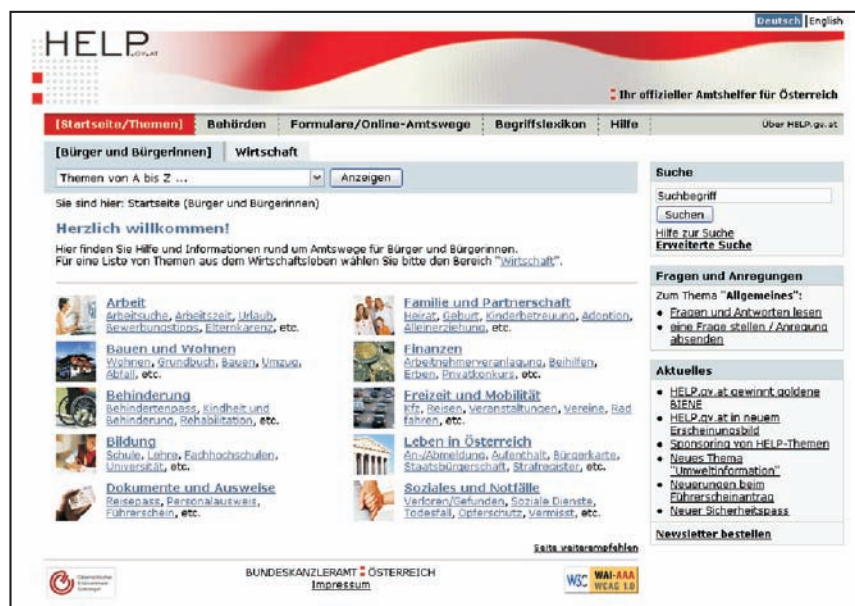 Deutsch | English
HELP
.GV.AT
Ihr offizieller Amtshelfer für Österreich
[Startseite/Themen] Behörden Formulare/Online-Amtswege Begriffslexikon Hilfe Über HELP.gv.at
[Bürger und Bürgerinnen] Wirtschaft
Themen von A bis Z ... Anzeigen
Sie sind hier: Startseite (Bürger und Bürgerinnen)
Herzlich willkommen!
Hier finden Sie Hilfe und Informationen rund um Amtswege für Bürger und Bürgerinnen.
Für eine Liste von Themen aus dem Wirtschaftsleben wählen Sie bitte den Bereich "Wirtschaft".
Arbeit
Arbeitsuche, Arbeitszeit, Urlaub,
Bewerbungstipps, Elternkarenz, etc.
Bauen und Wohnen
Wohnen, Grundbuch, Bauen, Umzug,
Abfall, etc.
Behinderung
Behindertenpass, Kindheit und
Behinderung, Rehabilitation, etc.
Bildung
Schule, Lehre, Fachhochschulen,
Universität, etc.
Dokumente und Ausweise
Reisepass, Personalausweis,
Führerschein, etc.
Familie und Partnerschaft
Heirat, Geburt, Kinderbetreuung, Adoption,
Alleinerziehung, etc.
Finanzen
Arbeitnehmerveranlagung, Beihilfen,
Erben, Privatkonkurs, etc.
Freizeit und Mobilität
Kfz, Reisen, Veranstaltungen, Vereine, Rad
fahren, etc.
Leben in Österreich
An-/Abmeldung, Aufenthalt, Bürgerkarte,
Staatsbürgerschaft, Strafregister, etc.
Soziales und Notfälle
Verloren/Gefunden, Soziale Dienste,
Todesfall, Opferschutz, Vermisst, etc.
Seite weiterempfehlen
Suche
Suchbegriff
Suchen
Hilfe zur Suche
Erweiterte Suche
Fragen und Anregungen
Zum Thema "Allgemeines":
Fragen und Antworten lesen
eine Frage stellen / Anregung
absenden
Aktuelles
HELP.gv.at gewinnt goldene
BIENE
HELP.gv.at in neuem
Erscheinungsbild
Sponsoring von HELP-Themen
Neues Thema
"Umweltinformation"
Neuerungen beim
Führerscheinantrag
Neuer Sicherheitspass
Newsletter bestellen
BUNDESKANZLERAMT ÖSTERREICH
Impressum
W3C WAI-AAA
WCAG 1.0